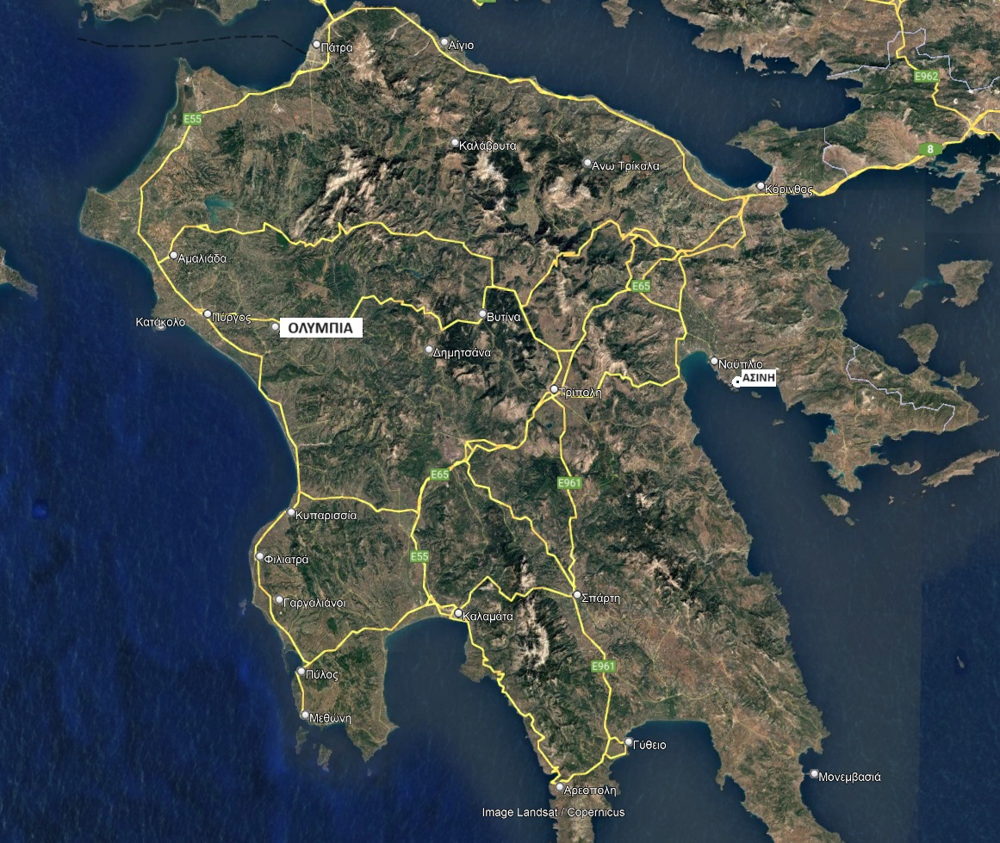 Πάτρα
Αίγιο
E962
E55
Καλάβρυτα
8
Άνω Τρίκαλα
Κόρινθος
Αμαλιάδα
E65
Κατάκολο
Πύργος
ΟΛΥΜΠΙΑ
Βυτίνα
Δημητσάνα
Ναύπλιο
ΑΣΙΝΗ
Τρίπολη
E65
E961
Κυπαρισσία
E55
Φιλιατρά
Γαργαλιάνοι
Σπάρτη
Καλαμάτα
E961
Πύλος
Μεθώνη
Γύθειο
Μονεμβασιά
Αρεόπολη
Image Landsat / Copernicus